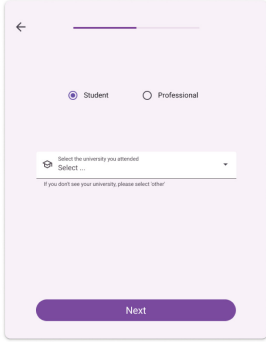 Student
Professional
Select the university you attended
Select ...
If you don't see your university, please select 'other'
Next